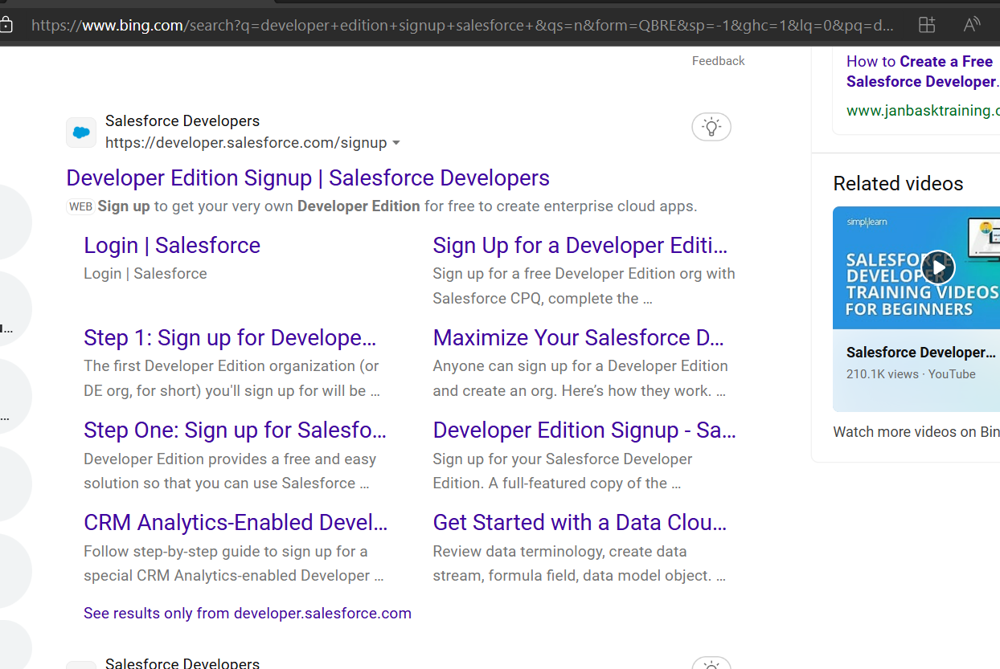 https://www.bing.com/search?q=developer+edition+signup+salesforce+&qs=n&form=QBRE&sp=-1&ghc=1&lq=0&pq=d...
Feedback
Salesforce Developers
https://developer.salesforce.com/signup
Developer Edition Signup | Salesforce Developers
WEB Sign up to get your very own Developer Edition for free to create enterprise cloud apps.
Login | Salesforce
Login | Salesforce
Sign Up for a Developer Editi...
Sign up for a free Developer Edition org with
Salesforce CPQ, complete the ...
Step 1: Sign up for Develope...
The first Developer Edition organization (or
DE org, for short) you'll sign up for will be ...
Maximize Your Salesforce D...
Anyone can sign up for a Developer Edition
and create an org. Here’s how they work. ...
Step One: Sign up for Salesfo...
Developer Edition provides a free and easy
solution so that you can use Salesforce ...
Developer Edition Signup - Sa...
Sign up for your Salesforce Developer
Edition. A full-featured copy of the ...
CRM Analytics-Enabled Devel...
Follow step-by-step guide to sign up for a
special CRM Analytics-enabled Developer ...
Get Started with a Data Clou...
Review data terminology, create data
stream, formula field, data model object. ...
See results only from developer.salesforce.com
Salesforce Developers
How to Create a Free
Salesforce Developer.
www.janbasktraining.c
Related videos
simplilearn
SALESFORCE
DEVELOPER
TRAINING VIDEOS
FOR BEGINNERS
Salesforce Developer...
210.1K views · YouTube
Watch more videos on Bin